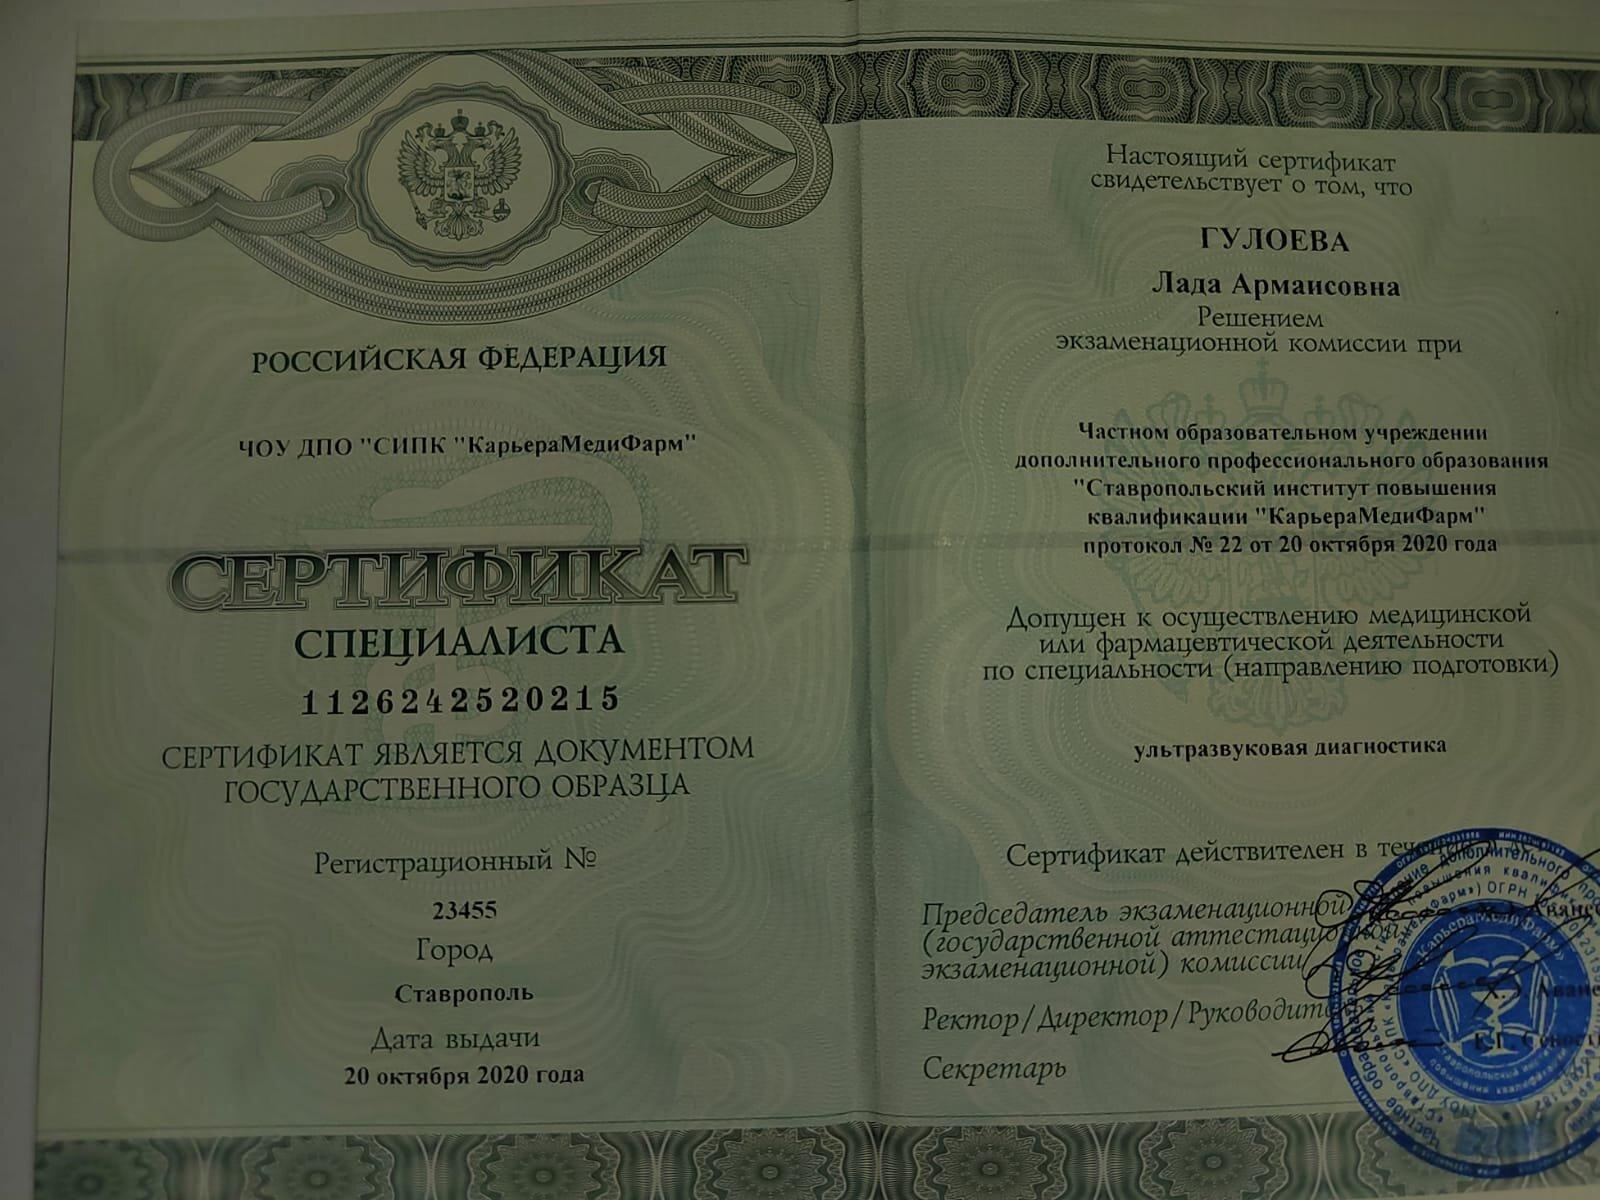 РОССИЙСКАЯ ФЕДЕРАЦИЯ
ЧОУ ДПО "СИПК "КарьераМедиФарм"
СЕРТИФИКАТ
СПЕЦИАЛИСТА
1126242520215
СЕРТИФИКАТ ЯВЛЯЕТСЯ ДОКУМЕНТОМ
ГОСУДАРСТВЕННОГО ОБРАЗЦА
Регистрационный №
23455
Город
Ставрополь
Дата выдачи
20 октября 2020 года
Настоящий сертификат
свидетельствует о том, что
ГУЛОЕВА
Лада Армаисовна
Решением
экзаменационной комиссии при
Частном образовательном учреждении
дополнительного профессионального образования
"Ставропольский институт повышения
квалификации "КарьераМедиФарм"
протокол № 22 от 20 октября 2020 года
Допущен к осуществлению медицинской
или фармацевтической деятельности
по специальности (направлению подготовки)
ультразвуковая диагностика
Сертификат действителен в
Председатель экзаменационной
(государственной аттестационной
экзаменационной) комиссии
Ректор/Директор/Руководитель
Секретарь